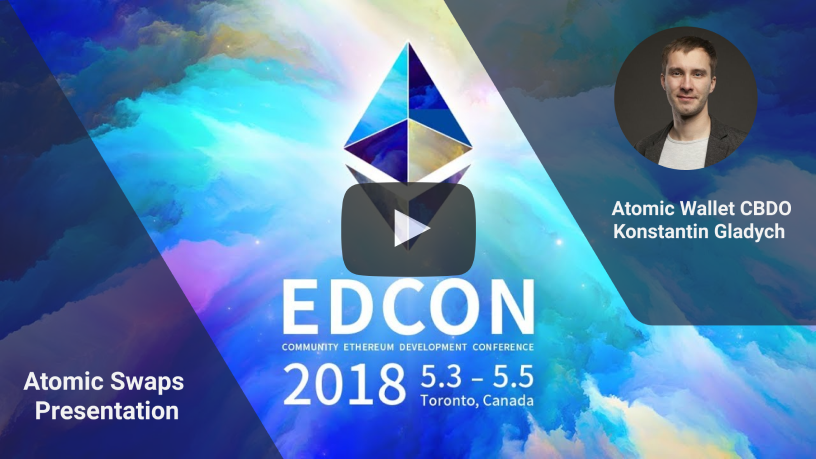 Atomic Wallet CBDO
Konstantin Gladych
EDCON
COMMUNITY ETHEREUM DEVELOPMENT CONFERENCE
2018 5.3 – 5.5
Toronto, Canada
Atomic Swaps
Presentation